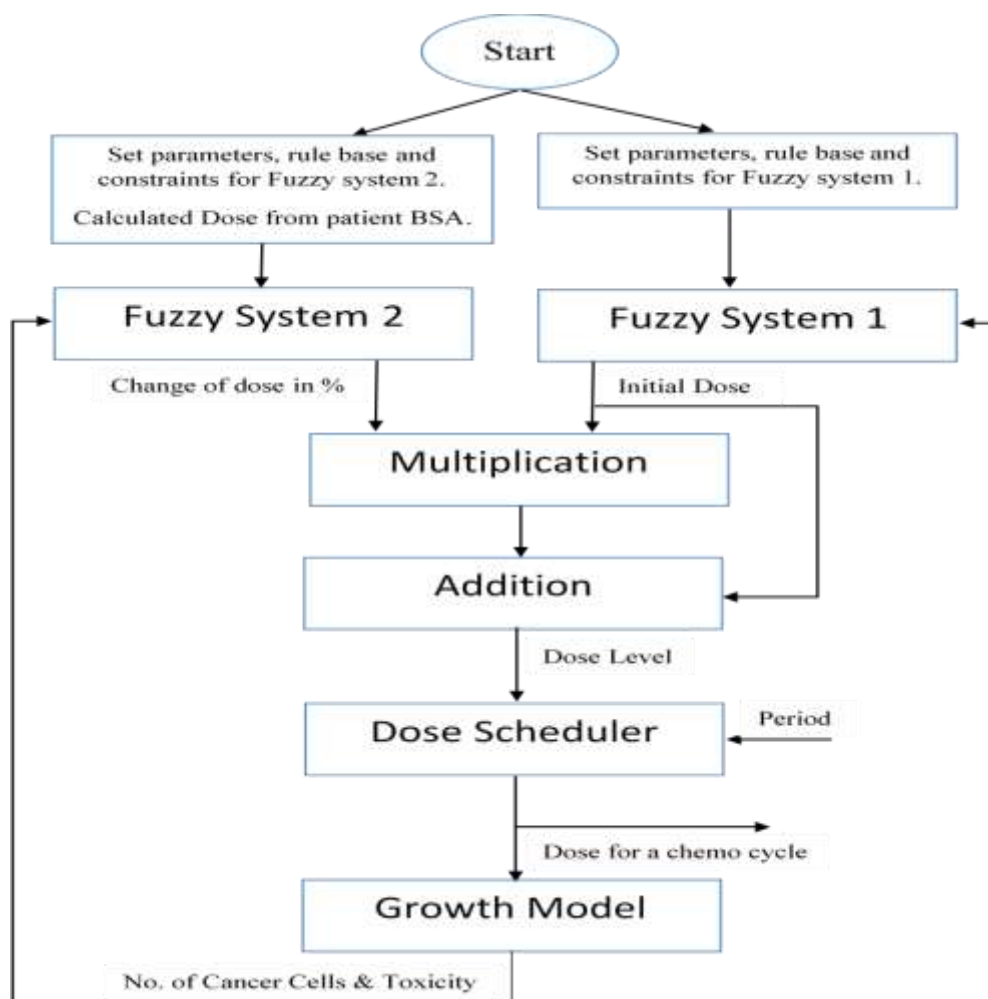 Start
Set parameters, rule base and
constraints for Fuzzy system 2.
Calculated Dose from patient BSA.
Set parameters, rule base and
constraints for Fuzzy system 1.
Fuzzy System 2
Fuzzy System 1
Change of dose in %
Initial Dose
Multiplication
Addition
Dose Level
Dose Scheduler
Period
Dose for a chemo cycle
Growth Model
No. of Cancer Cells & Toxicity